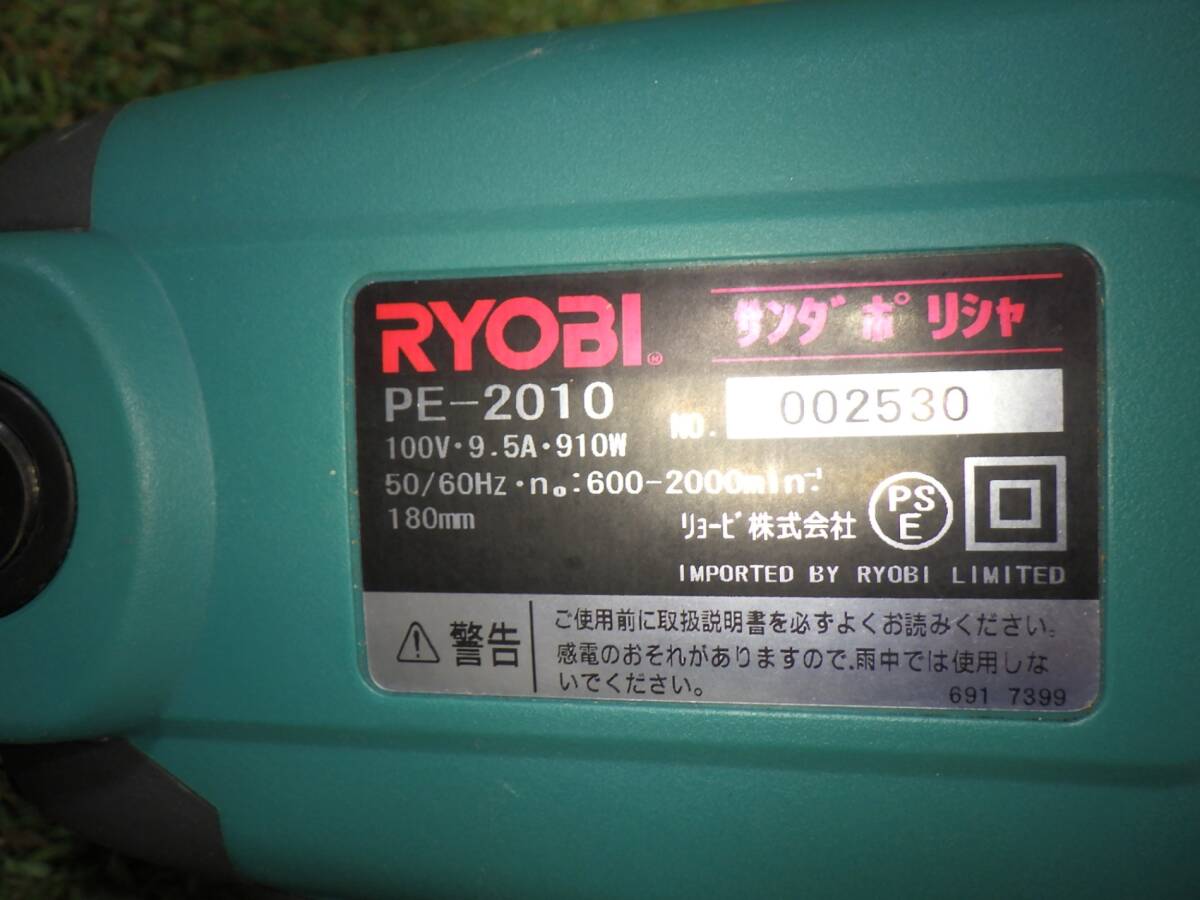 RYOBI®
サンダポリシャ
PE-2010
NO. 002530
100V・9.5A・910W
50/60Hz・n₀:600-2000min⁻¹
180mm
リョービ株式会社
PSE
IMPORTED BY RYOBI LIMITED
警告
ご使用前に取扱説明書を必ずよくお読みください。
感電のおそれがありますので、雨中では使用しな
いでください。
691 7399